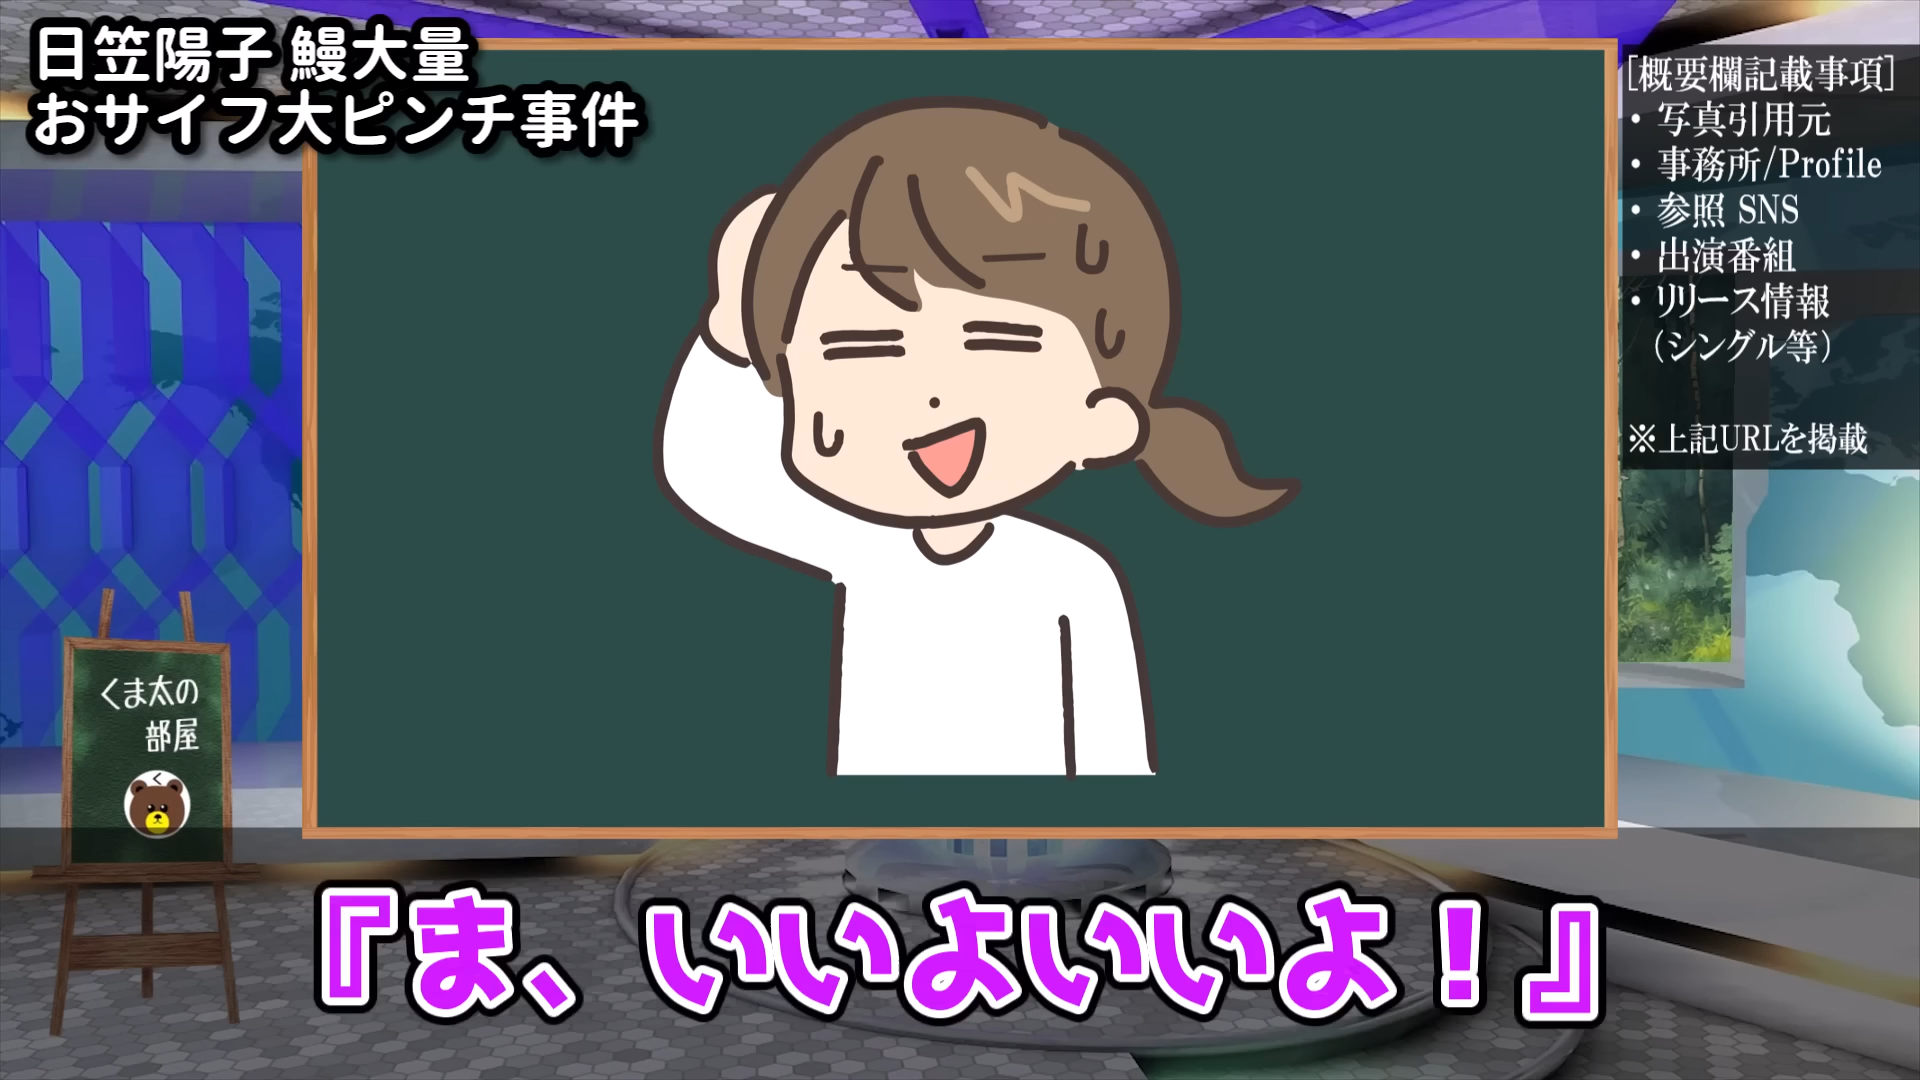 日笠陽子 鰻大量
おサイフ大ピンチ事件
[概要欄記載事項]
・写真引用元
・事務所/Profile
・参照 SNS
・出演番組
・リリース情報
（シングル等）
※上記URLを掲載
くま太の
部屋
く
『ま、いいよいいよ！』